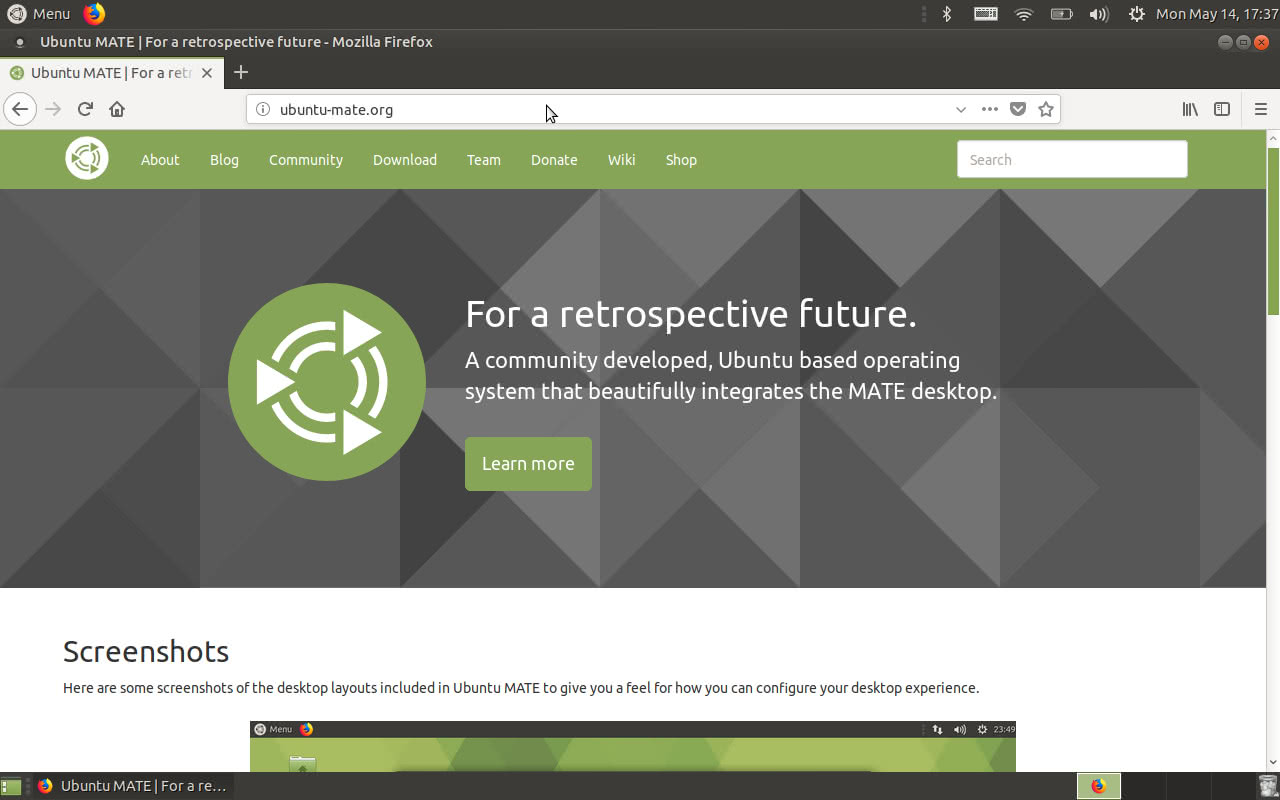 Menu
Mon May 14, 17:37
Ubuntu MATE | For a retrospective future - Mozilla Firefox
Ubuntu MATE | For a retr
ubuntu-mate.org
About Blog Community Download Team Donate Wiki Shop
Search
For a retrospective future.
A community developed, Ubuntu based operating
system that beautifully integrates the MATE desktop.
Learn more
Screenshots
Here are some screenshots of the desktop layouts included in Ubuntu MATE to give you a feel for how you can configure your desktop experience.
Menu
23:49
Ubuntu MATE | For a re...